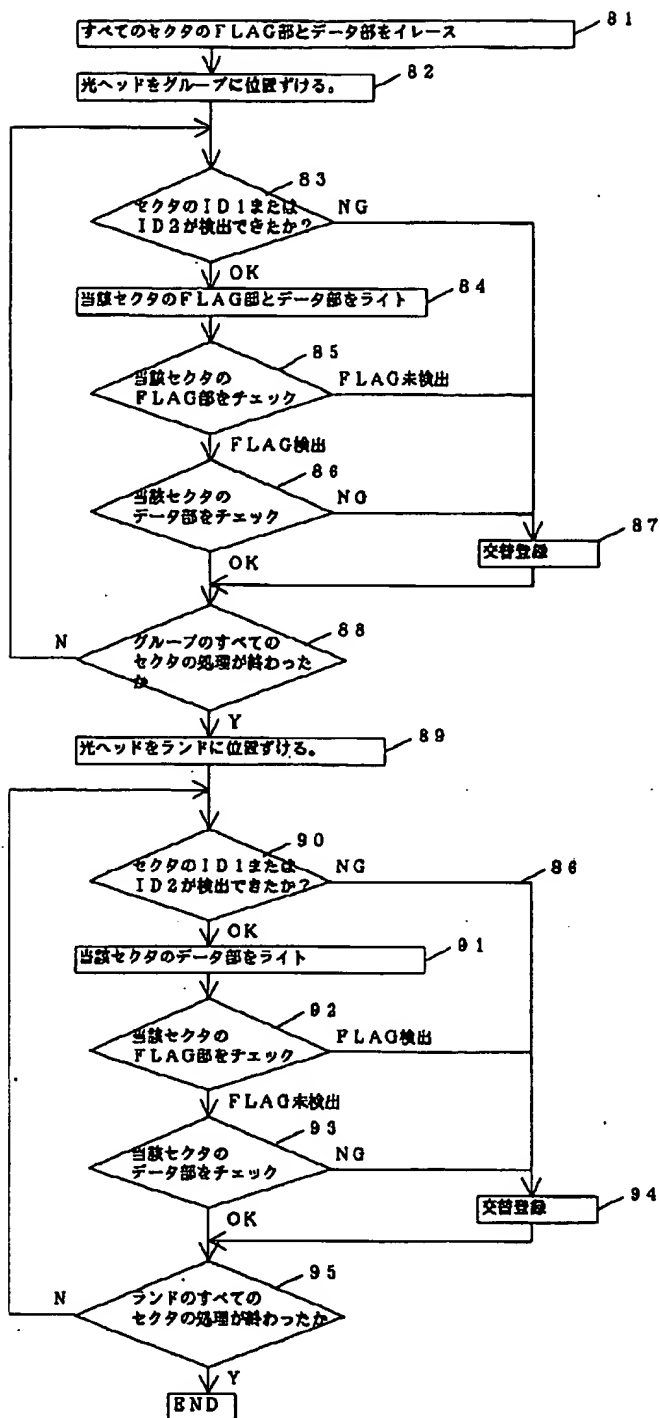 すべてのセクタのFLAG部とデータ部をイレース
81
光ヘッドをグループに位置ずける。
82
83
セクタのID1または
ID2が検出できたか?
NG
OK
当該セクタのFLAG部とデータ部をライト
84
85
当該セクタの
FLAG部をチェック
FLAG未検出
FLAG検出
86
当該セクタの
データ部をチェック
NG
OK
交替登録
87
88
N
グループのすべての
セクタの処理が終わった
か
Y
光ヘッドをランドに位置ずける。
89
90
セクタのID1または
ID2が検出できたか?
NG
86
OK
当該セクタのデータ部をライト
91
92
当該セクタの
FLAG部をチェック
FLAG検出
FLAG未検出
93
当該セクタの
データ部をチェック
NG
OK
交替登録
94
95
N
ランドのすべての
セクタの処理が終わったか
Y
END